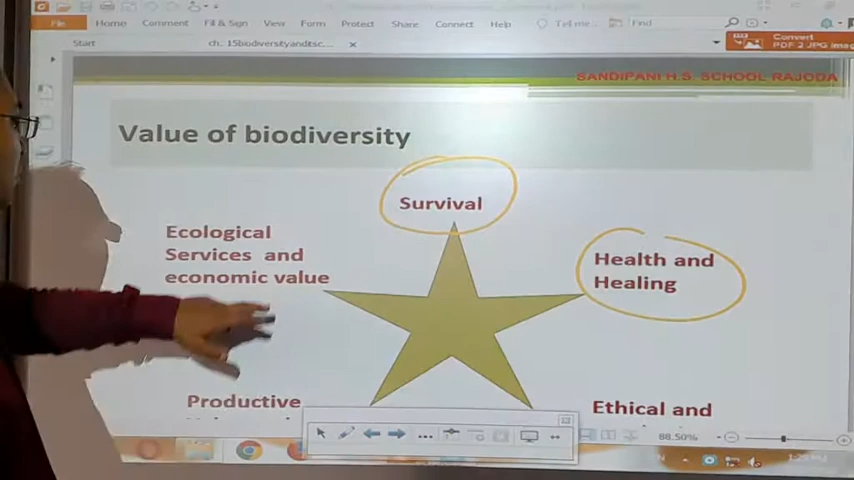 File Home Comment Fill & Sign View Form Protect Share Connect Help Tell me... Find
Start ch. 15biodiversityanditsc...
Convert
PDF 2 JPG Imag
SANDIPANI H.S. SCHOOL RAJODA
Value of biodiversity
Survival
Ecological
Services and
economic value
Health and
Healing
Productive
Ethical and
88.50%